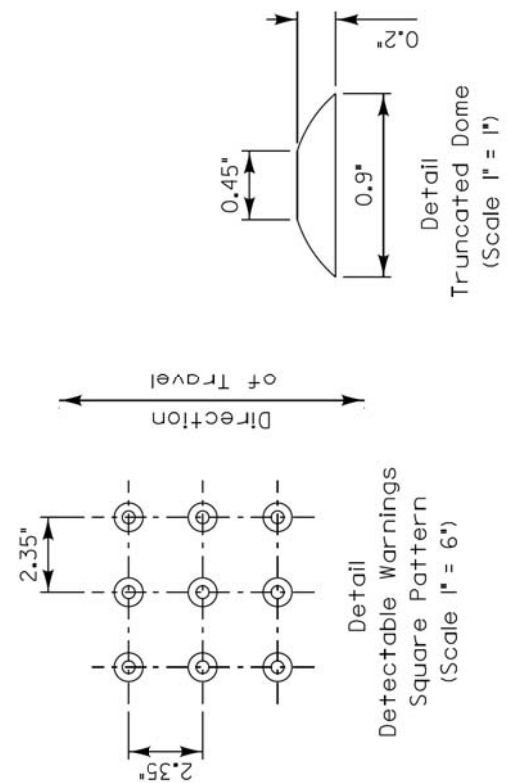 0.45"
0.2"
0.9"
Detail
Truncated Dome
(Scale 1" = 1")
Direction
of Travel
2.35"
2.35"
Detail
Detectable Warnings
Square Pattern
(Scale 1" = 6")